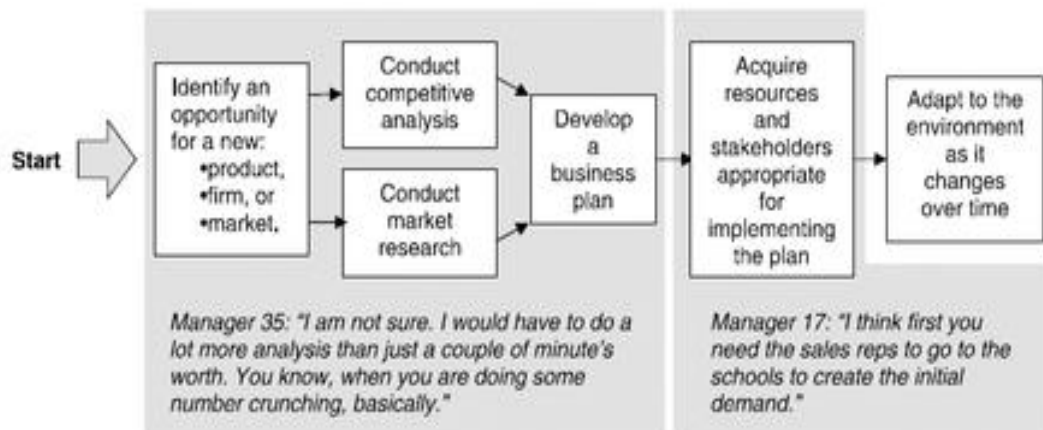 Start
Identify an
opportunity
for a new:
•product,
•firm, or
•market.
Conduct
competitive
analysis
Conduct
market
research
Develop
a
business
plan
Acquire
resources
and
stakeholders
appropriate
for
implementing
the plan
Adapt to the
environment
as it
changes
over time
Manager 35: "I am not sure. I would have to do a
lot more analysis than just a couple of minute's
worth. You know, when you are doing some
number crunching, basically."
Manager 17: "I think first you
need the sales reps to go to the
schools to create the initial
demand."